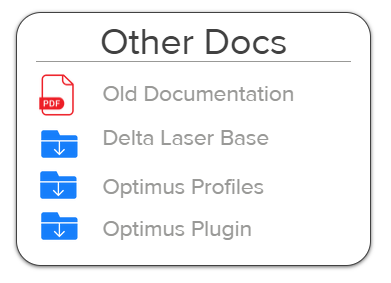 Other Docs
PDF Old Documentation
Delta Laser Base
Optimus Profiles
Optimus Plugin